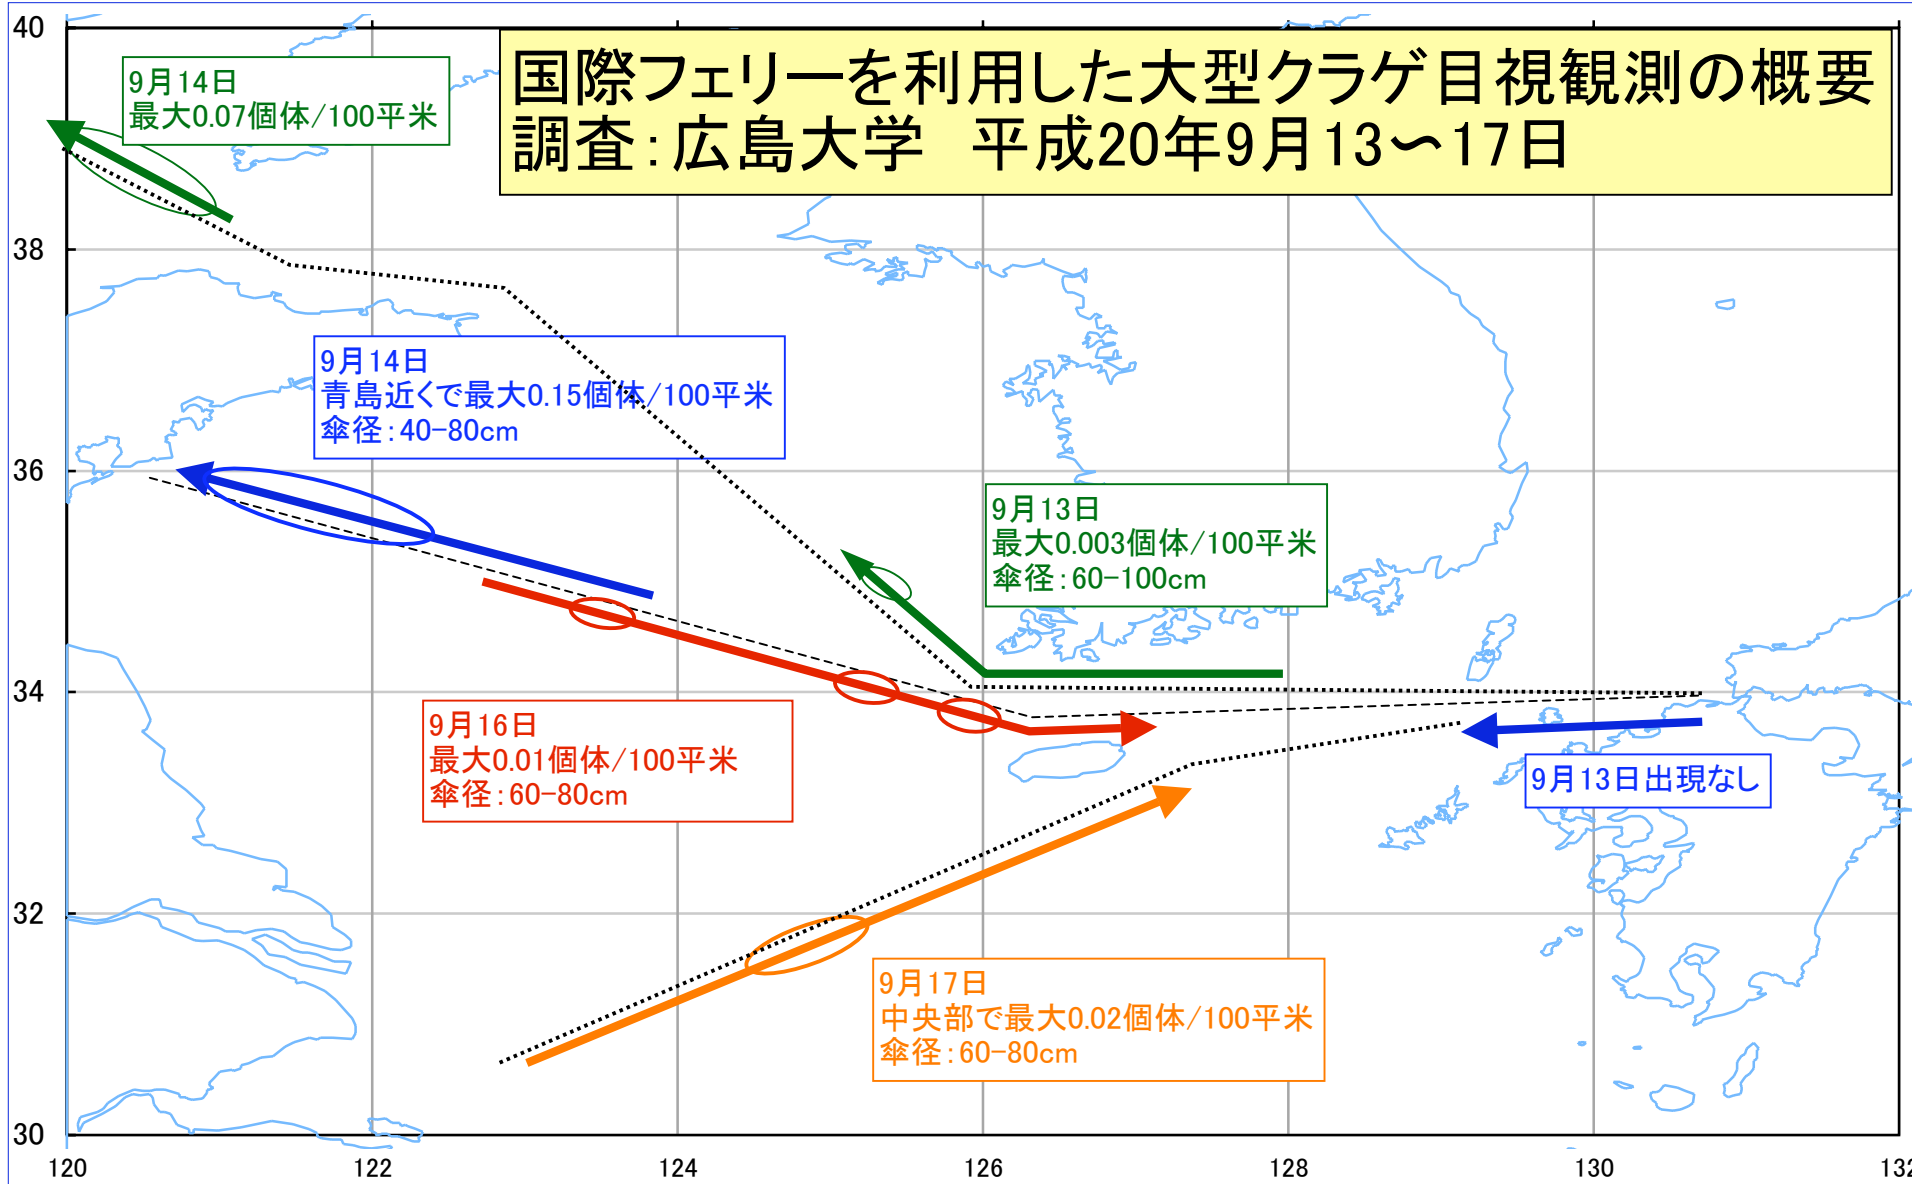 国際フェリーを利用した大型クラゲ目視観測の概要
調査：広島大学　平成20年9月13〜17日
9月14日
最大0.07個体/100平米
9月14日
青島近くで最大0.15個体/100平米
傘径：40-80cm
9月13日
最大0.003個体/100平米
傘径：60-100cm
9月16日
最大0.01個体/100平米
傘径：60-80cm
9月13日出現なし
9月17日
中央部で最大0.02個体/100平米
傘径：60-80cm
40
38
36
34
32
30
120
122
124
126
128
130
132